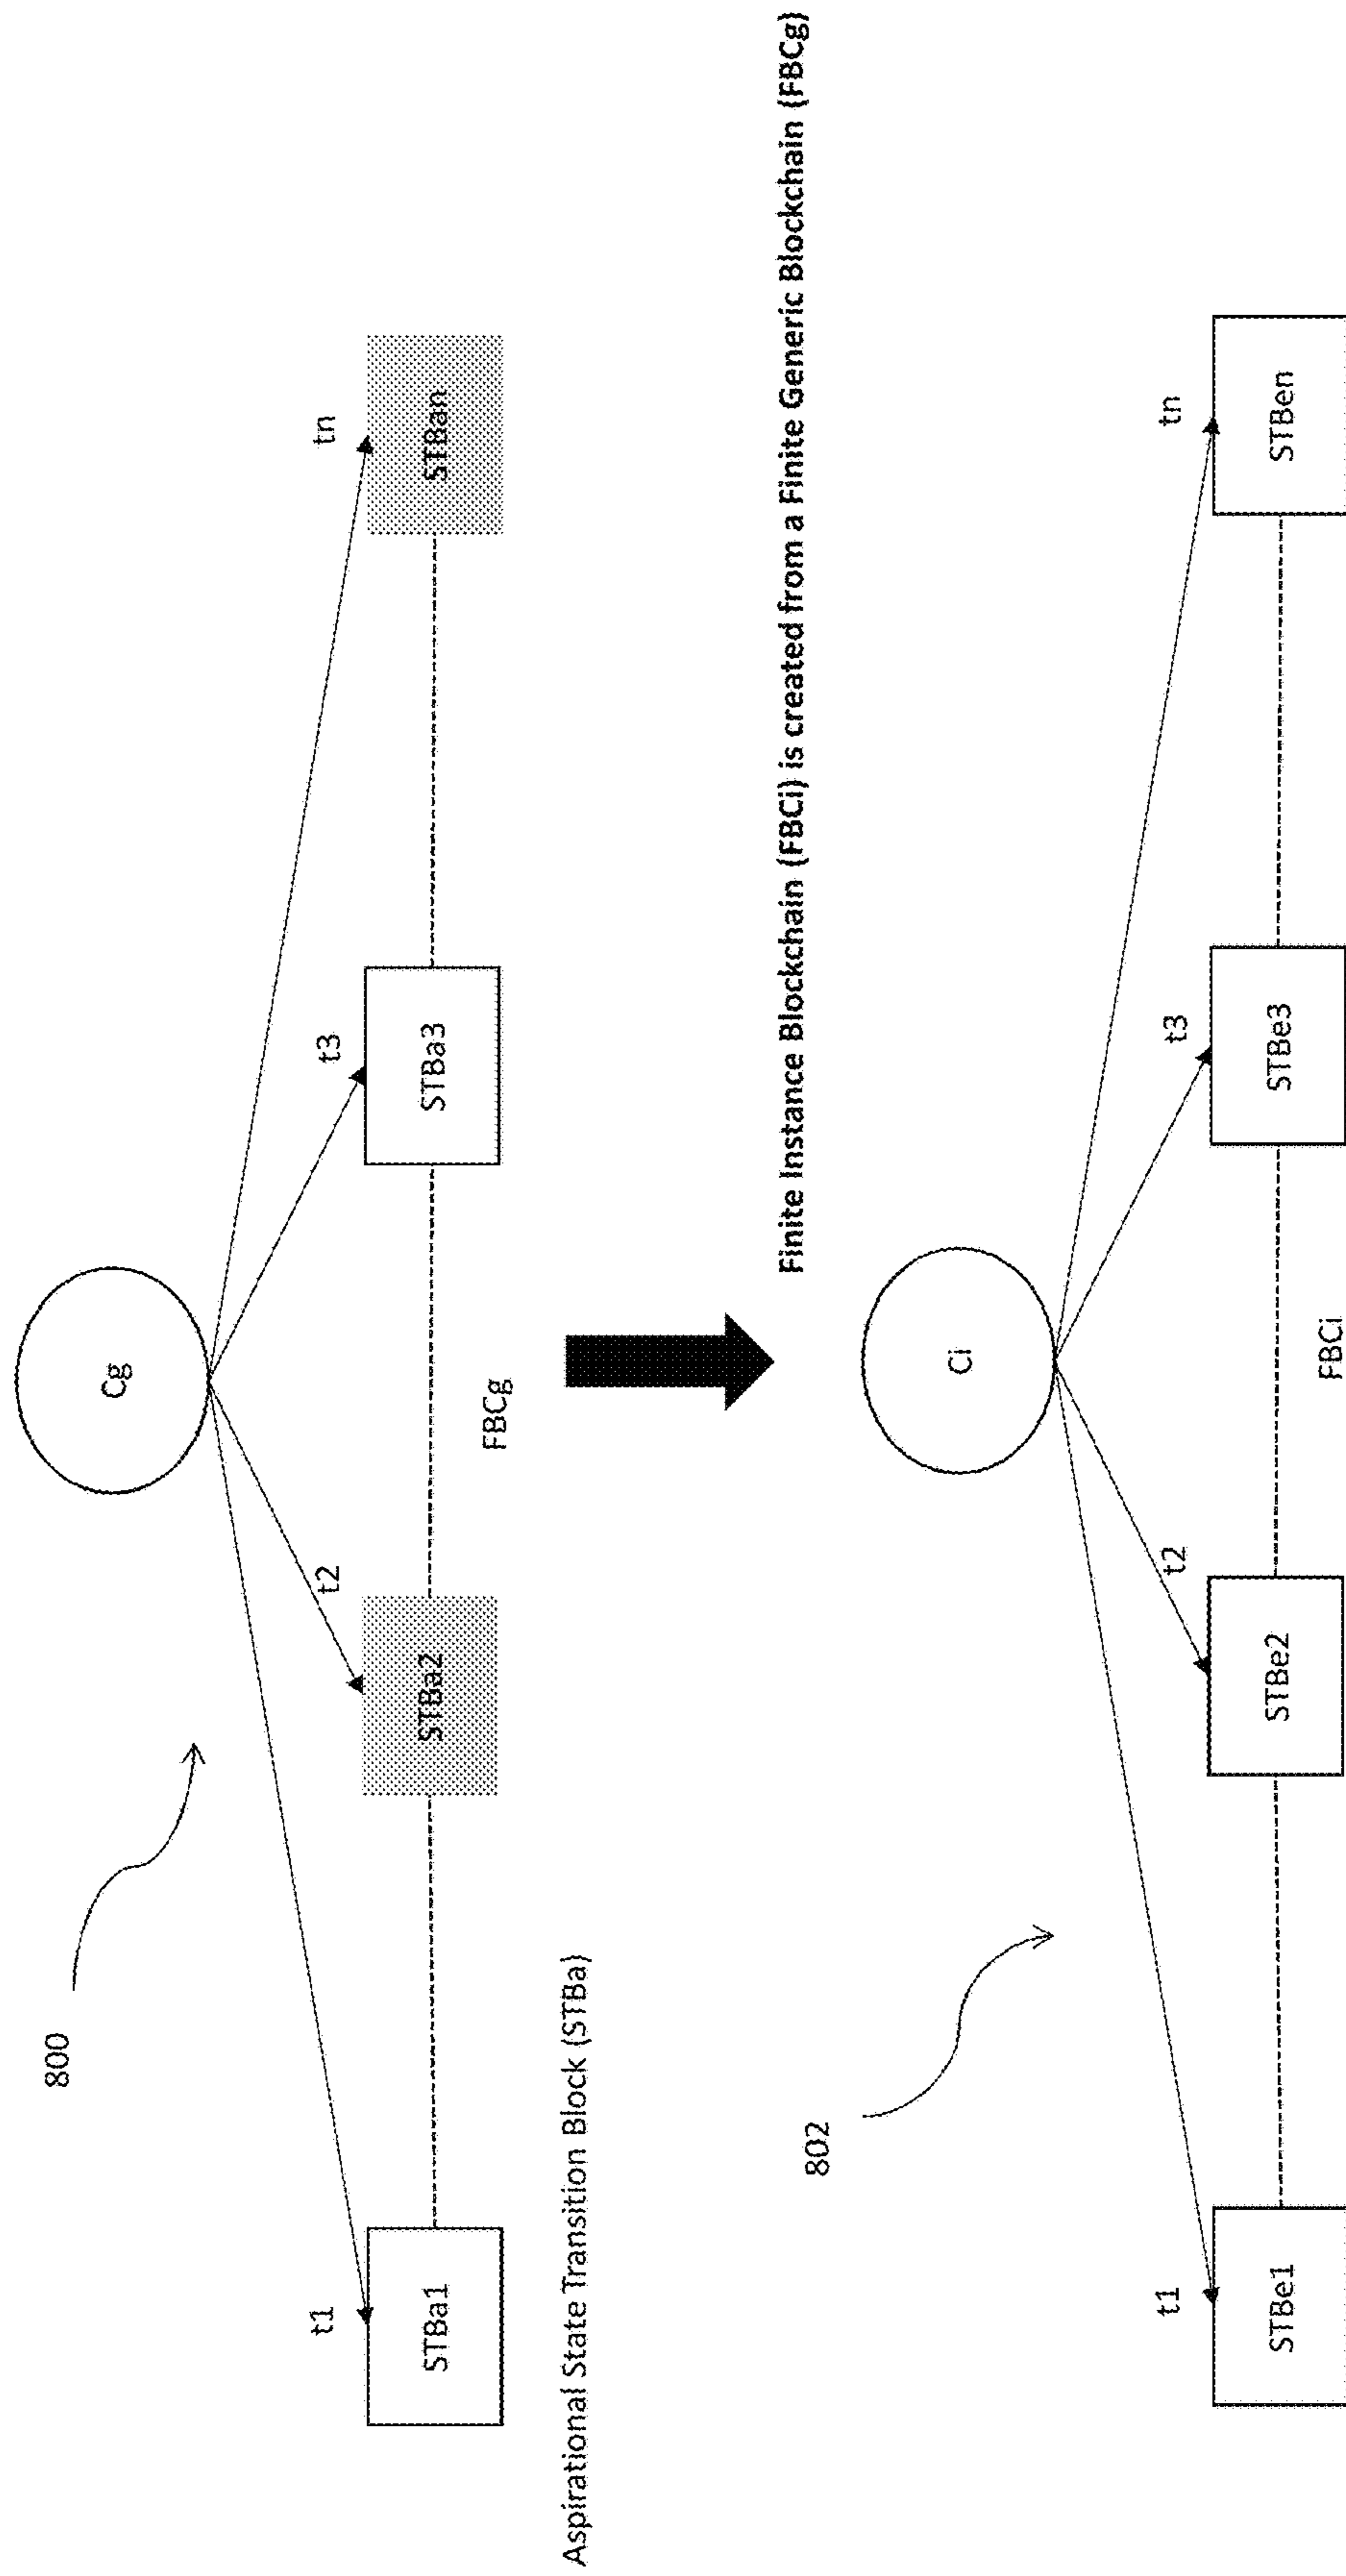 800
Cg
t1
t2
t3
tn
STBa1
STBa2
STBa3
STBan
FBCg
Aspirational State Transition Block (STBa)
Finite Instance Blockchain (FBCi) is created from a Finite Generic Blockchain (FBCg)
802
Ci
t1
t2
t3
tn
STBe1
STBe2
STBe3
STBen
FBCi